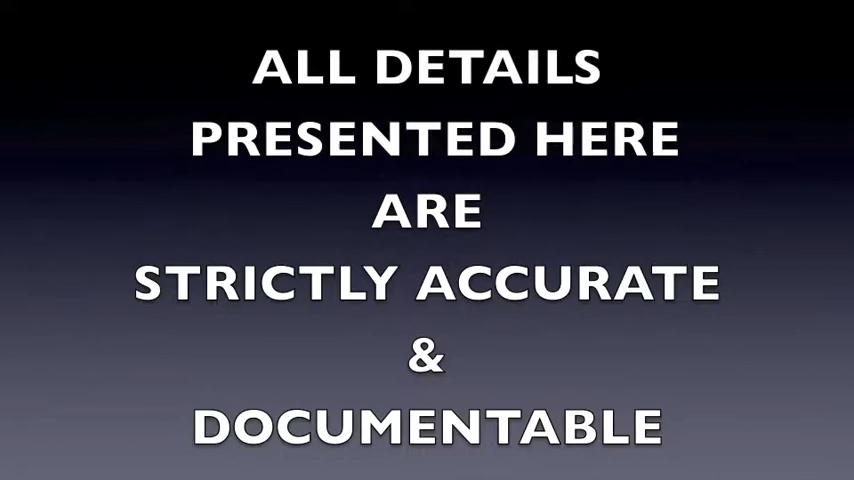 ALL DETAILS
PRESENTED HERE
ARE
STRICTLY ACCURATE
&
DOCUMENTABLE